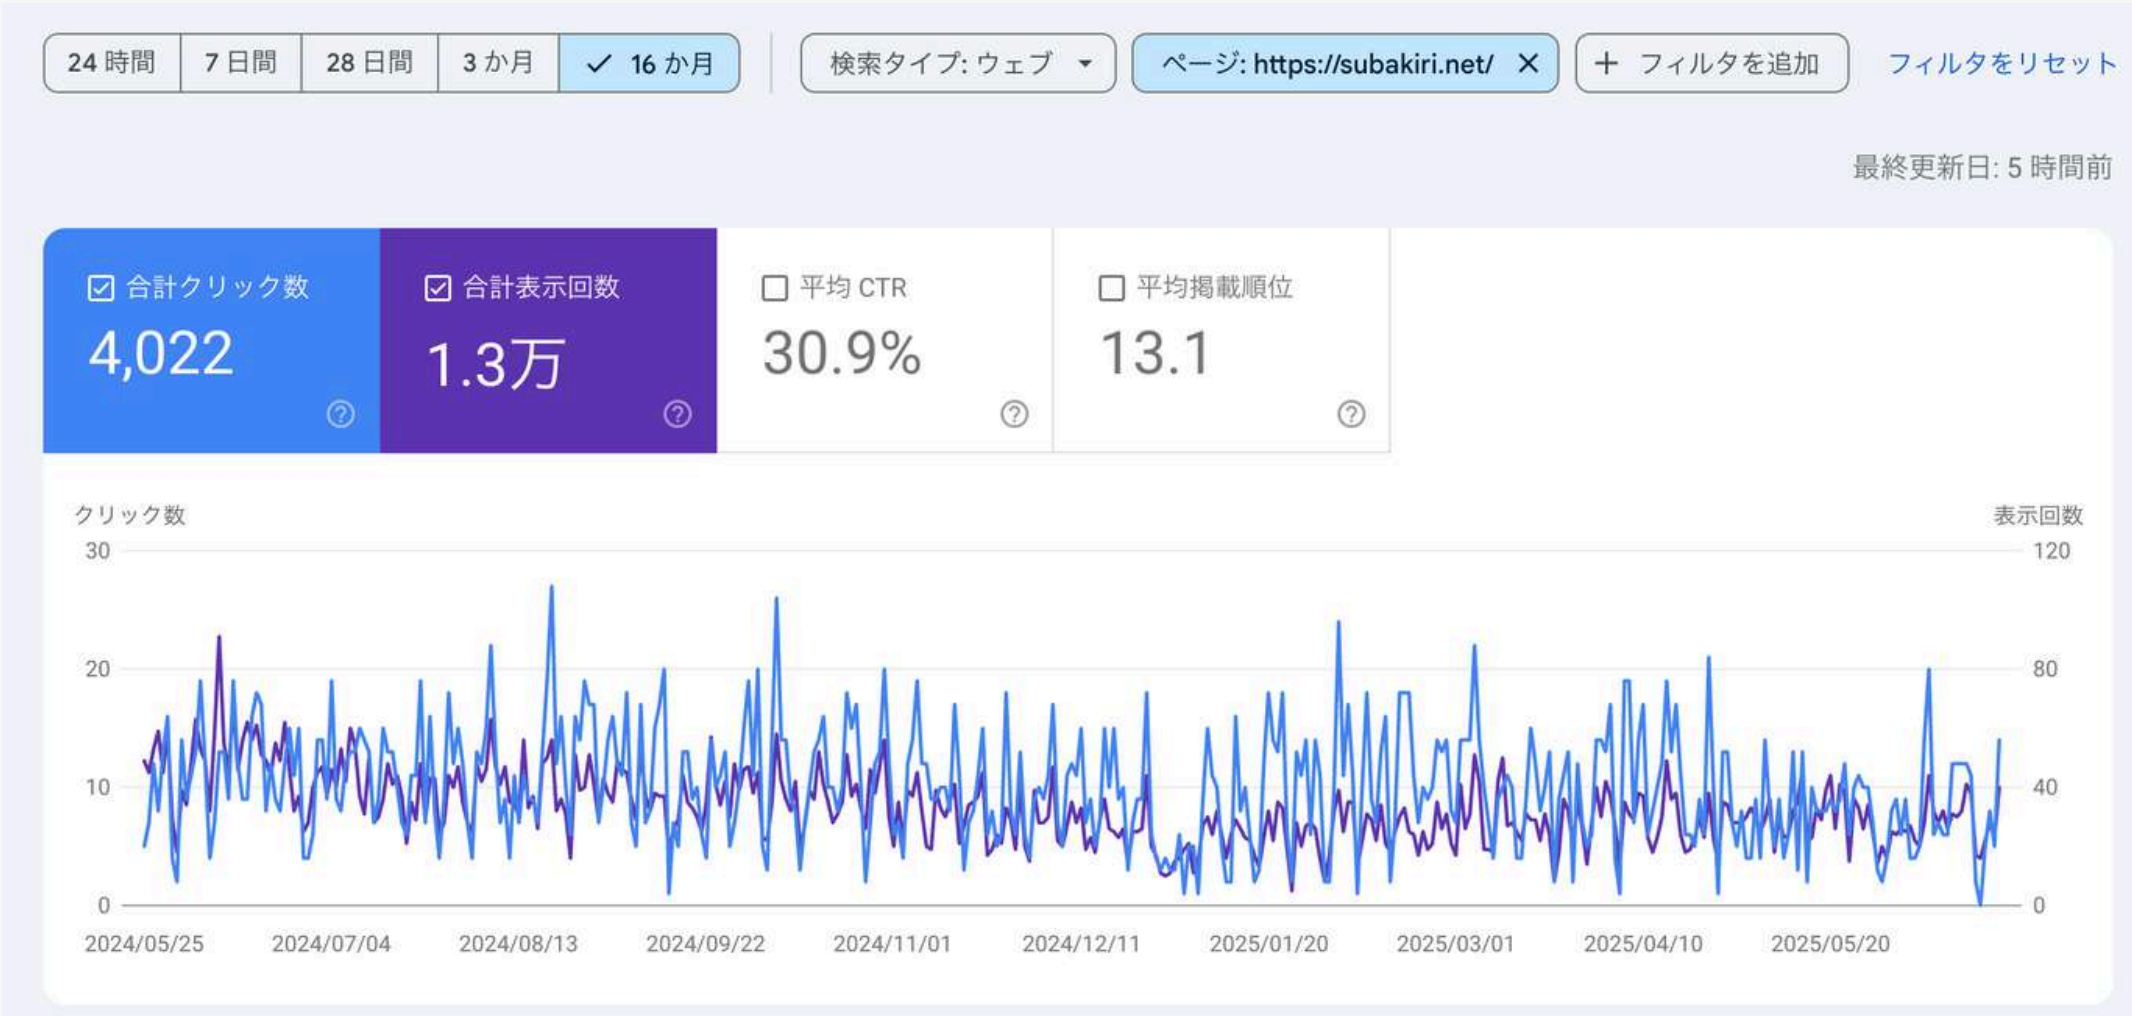 24 時間 7 日間 28 日間 3 か月 16 か月 検索タイプ: ウェブ ページ: https://subakiri.net/ フィルタを追加 フィルタをリセット
最終更新日: 5 時間前
合計クリック数 合計表示回数 平均 CTR 平均掲載順位
4,022 1.3万 30.9% 13.1
クリック数 表示回数
30 120
20 80
10 40
0 0
2024/05/25 2024/07/04 2024/08/13 2024/09/22 2024/11/01 2024/12/11 2025/01/20 2025/03/01 2025/04/10 2025/05/20